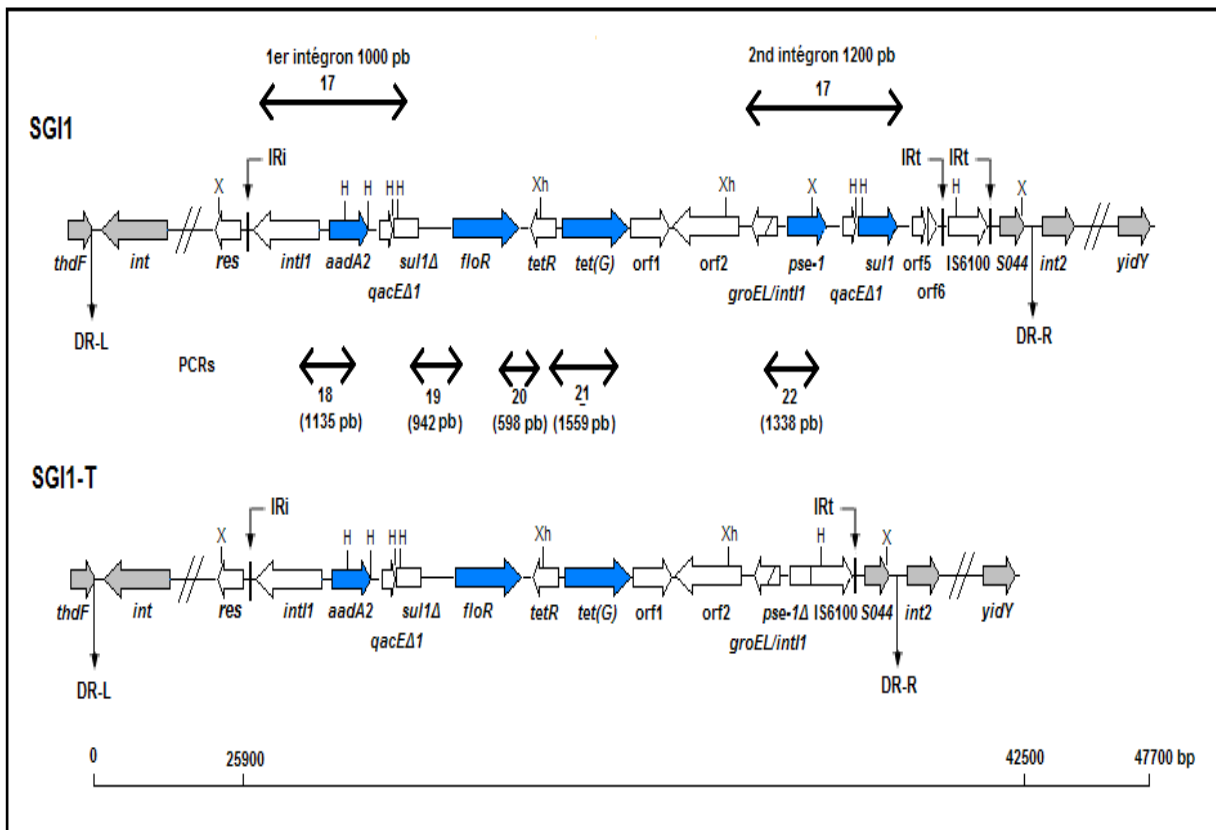 1er intégron 1000 pb
2nd intégron 1200 pb
17
17
SGI1
IRi
IRt
IRt
X
H
H
H
H
Xh
Xh
X
H
H
H
X
thdF
int
res
intI1
aadA2
sul1Δ
floR
tetR
tet(G)
orf1
orf2
pse-1
sul1
orf5
IS6100
S044
int2
yidY
qacEΔ1
groEL/intI1
qacEΔ1
orf6
DR-L
DR-R
PCRs
18
19
20
21
22
(1135 pb)
(942 pb)
(598 pb)
(1559 pb)
(1338 pb)
SGI1-T
IRi
IRt
X
H
H
H
H
Xh
Xh
H
X
thdF
int
res
intI1
aadA2
sul1Δ
floR
tetR
tet(G)
orf1
orf2
pse-1Δ
IS6100
S044
int2
yidY
qacEΔ1
groEL/intI1
DR-L
DR-R
0
25900
42500
47700 bp